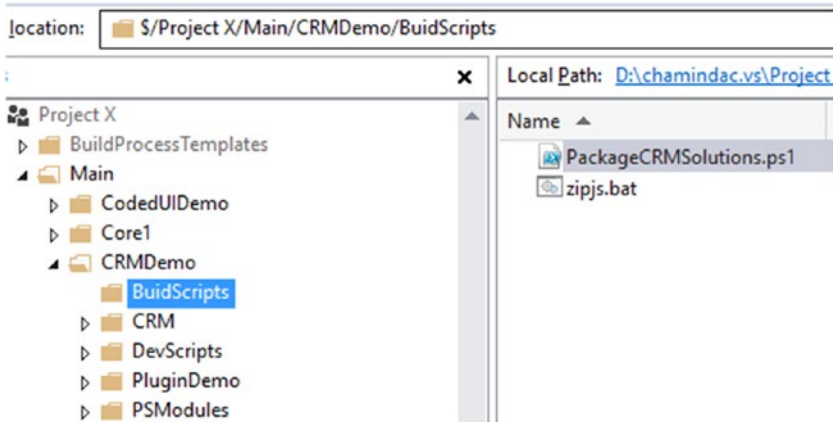 Location: $/Project X/Main/CRMDemo/BuidScripts
Local Path: D:\chamindac.vs\Project
Project X
BuildProcessTemplates
Main
CodedUIDemo
Core1
CRMDemo
BuidScripts
CRM
DevScripts
PluginDemo
PSModules
Name
PackageCRMSolutions.ps1
zipjs.bat